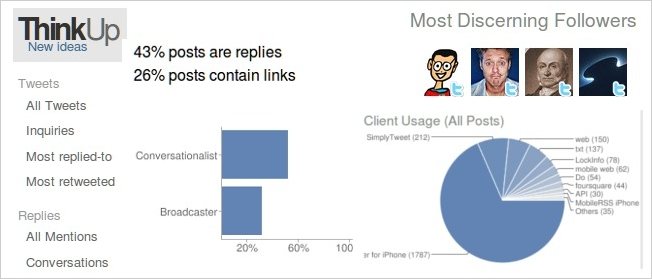 ThinkUp
New ideas
Tweets
All Tweets
Inquiries
Most replied-to
Most retweeted
Replies
All Mentions
Conversations
43% posts are replies
26% posts contain links
Conversationalist
Broadcaster
20%
60%
100
Most Discerning Followers
Client Usage (All Posts)
SimplyTweet (212)
web (150)
txt (137)
LockInfo (78)
mobile web (62)
Do (54)
foursquare (44)
API (30)
MobileRSS iPhone
Others (35)
er for iPhone (1787)